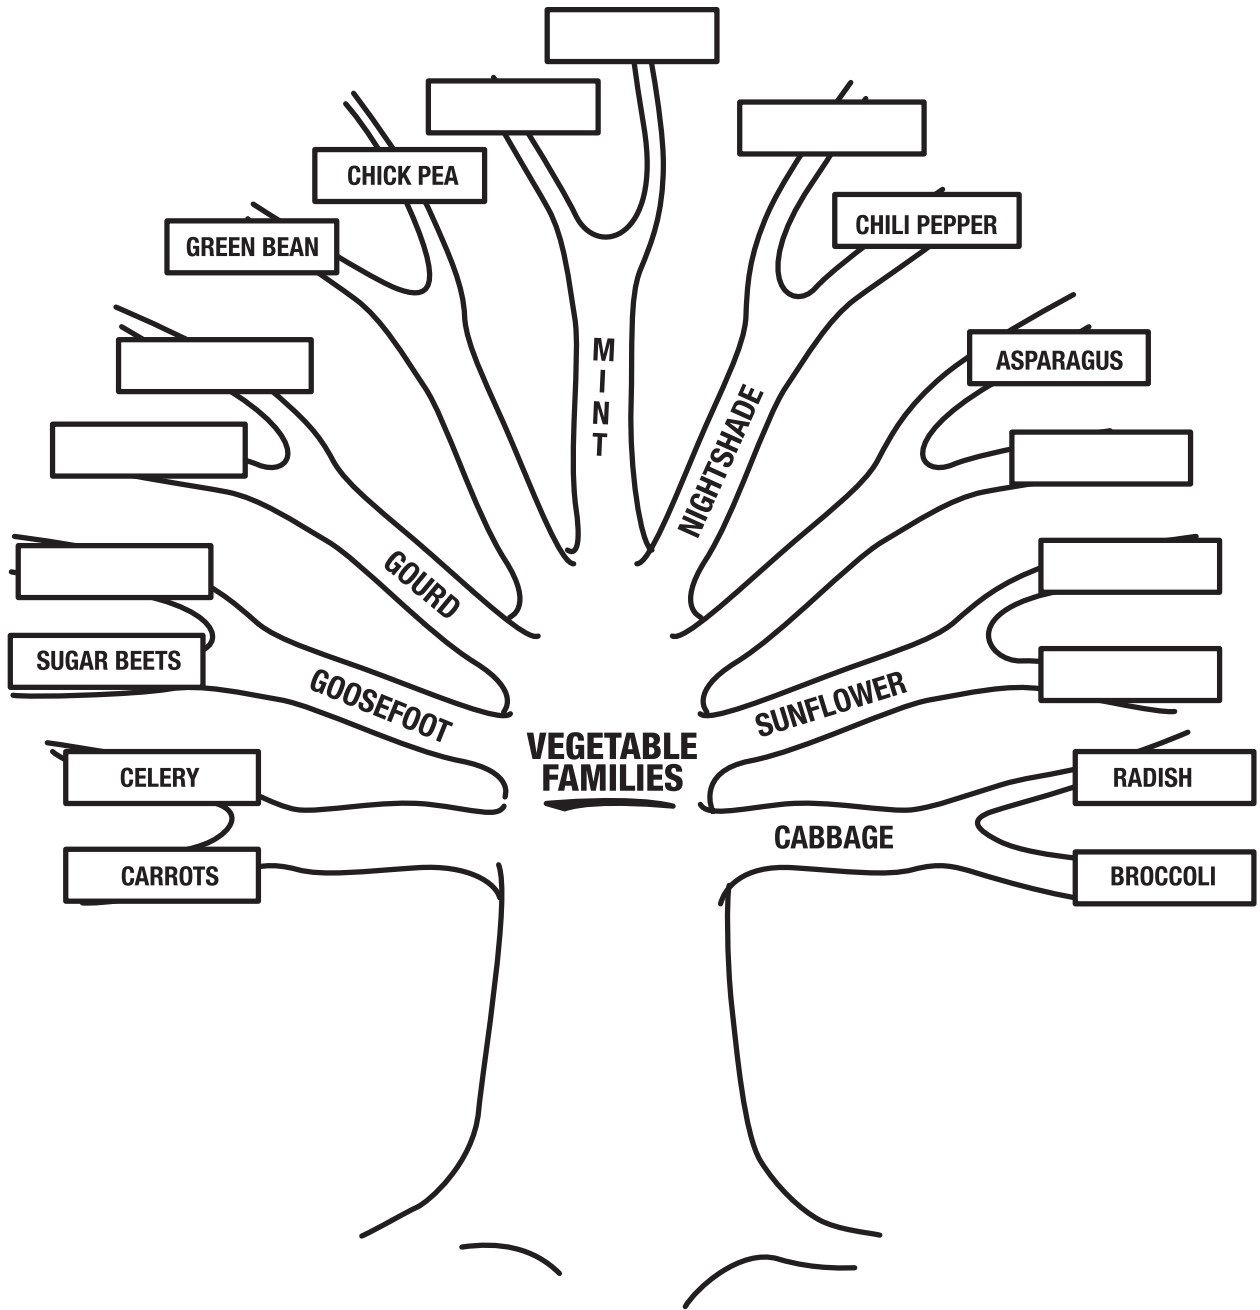 CHICK PEA
CHILI PEPPER
GREEN BEAN
MINT
ASPARAGUS
NIGHTSHADE
GOURD
SUGAR BEETS
GOOSEFOOT
SUNFLOWER
VEGETABLE
FAMILIES
CELERY
RADISH
CABBAGE
CARROTS
BROCCOLI